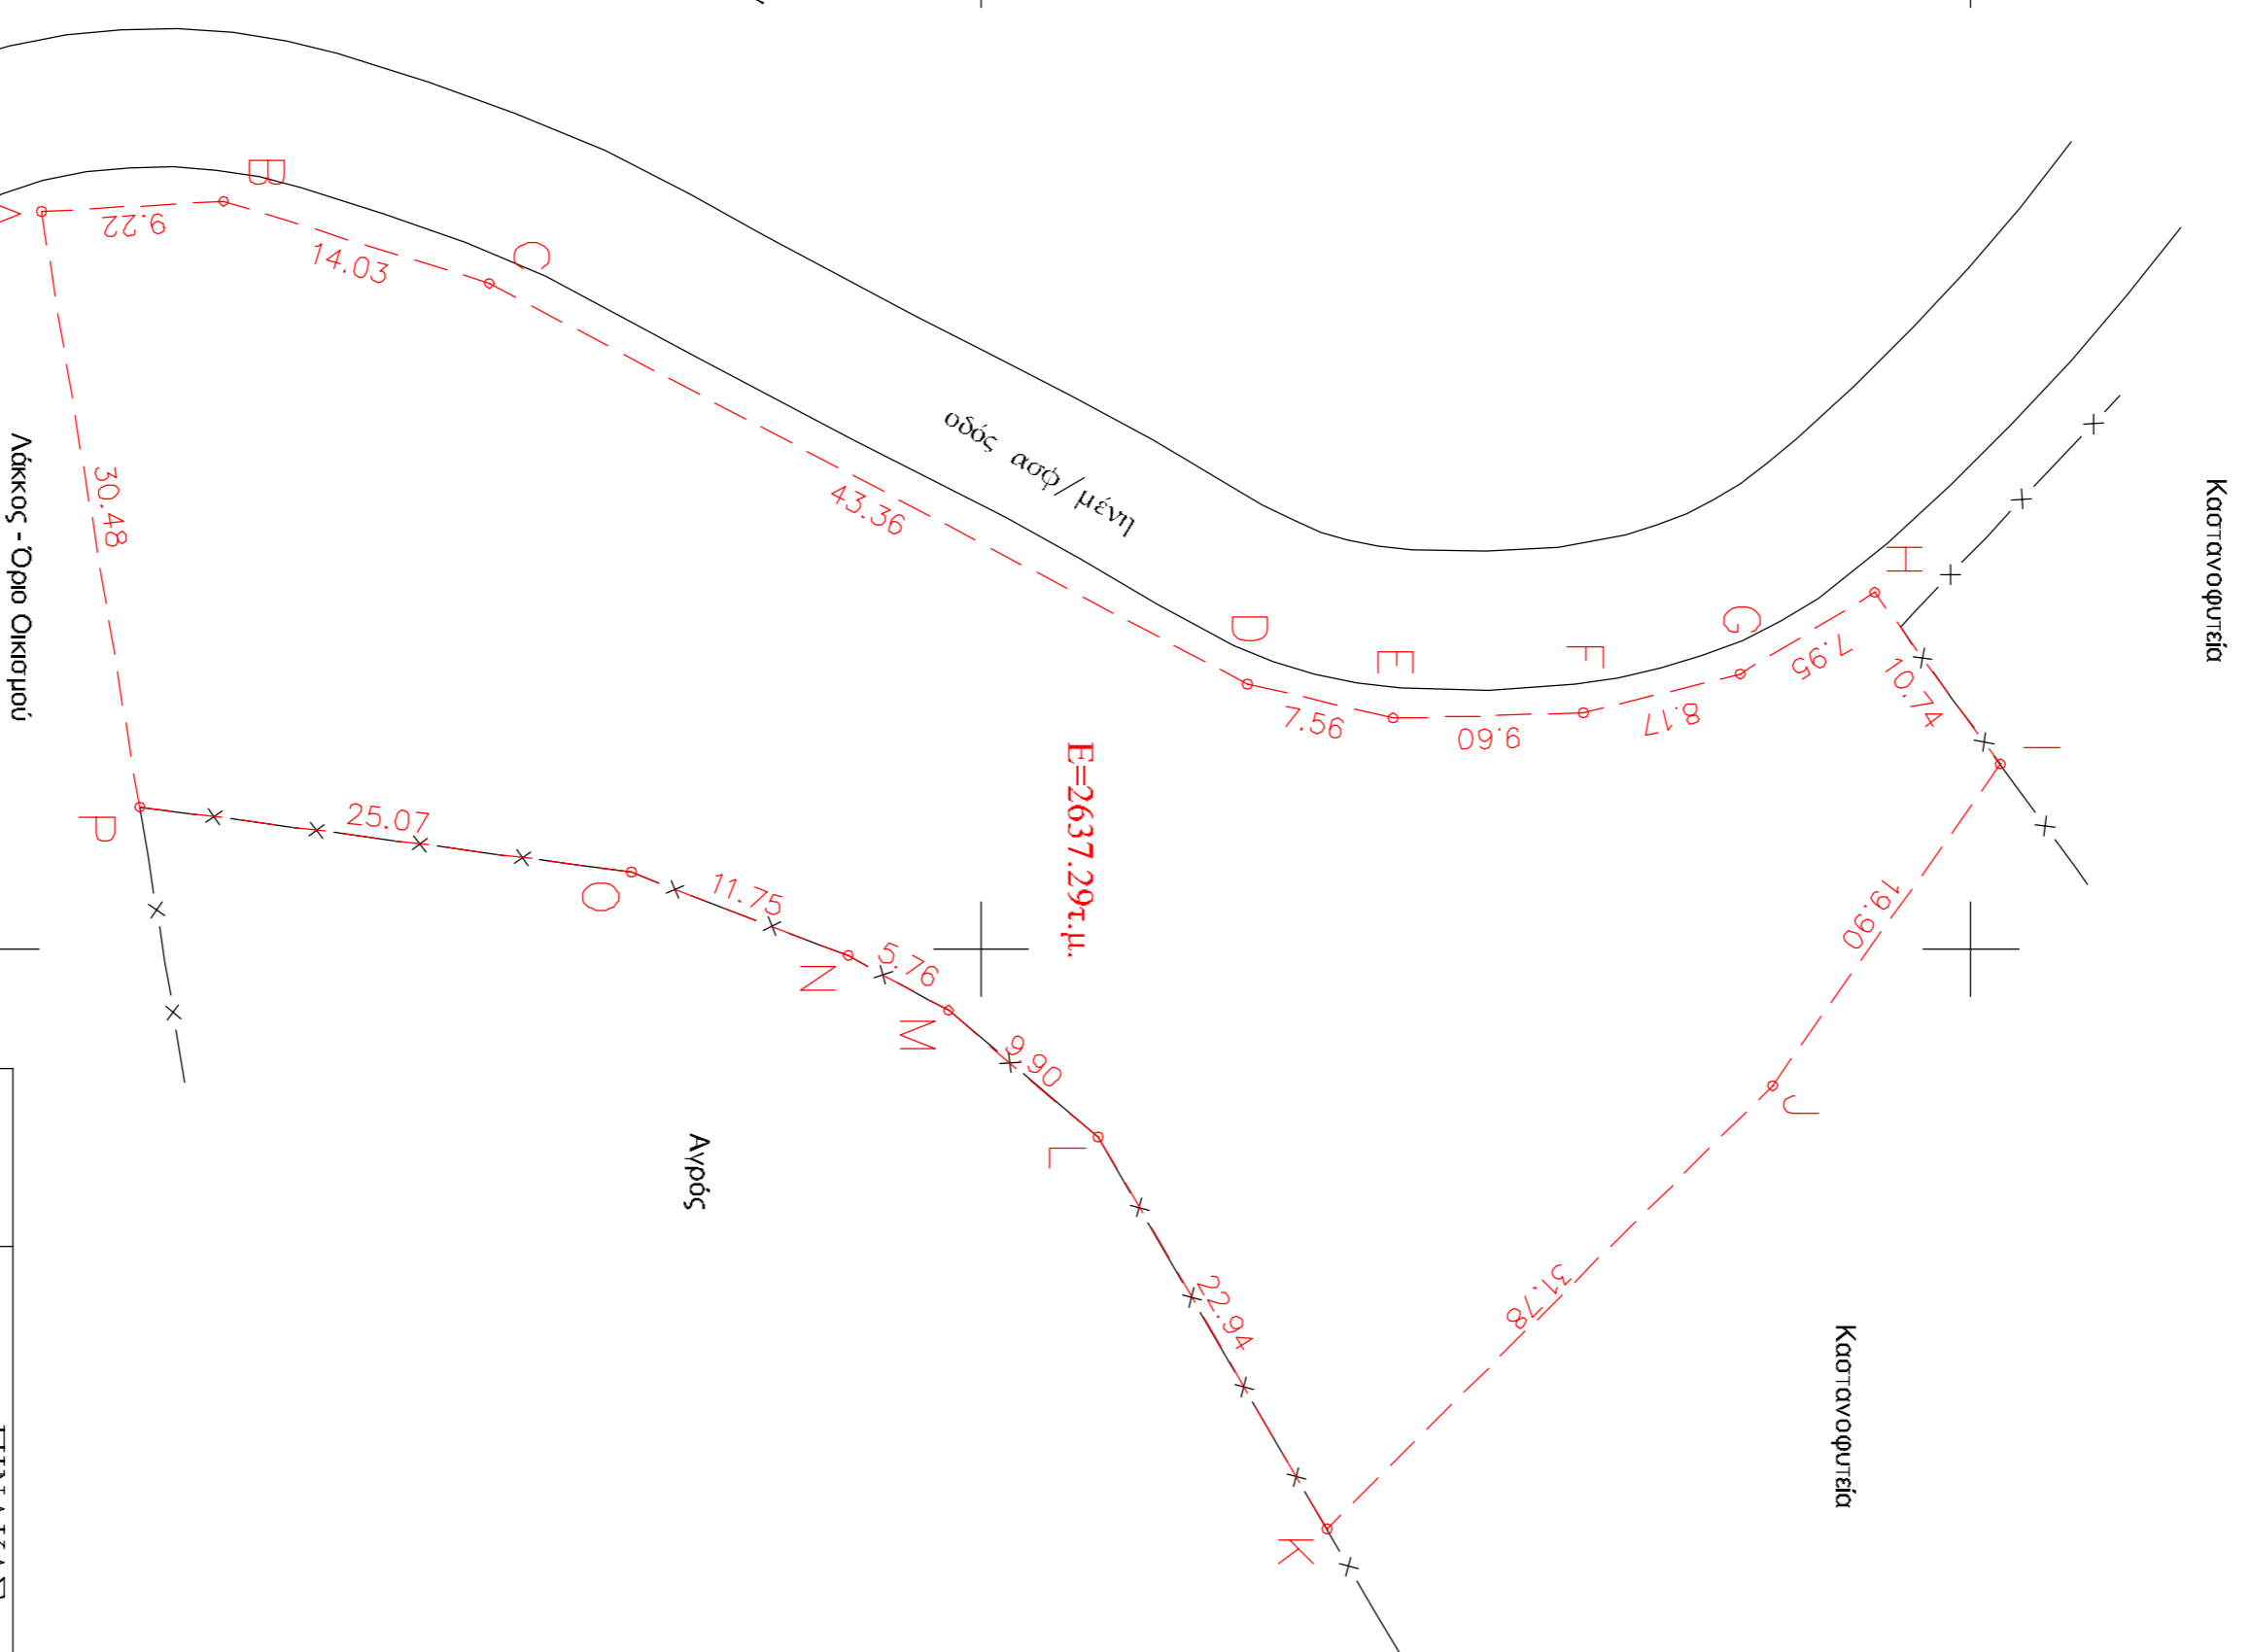 Καστανοφυτεία
Καστανοφυτεία
οδός ασφ/μένη
Ε=2637.29τ.μ.
Αγρός
Λάκκος - Όριο Οικισμού
A
B
C
D
E
F
G
H
I
J
K
L
M
N
O
P
9.22
14.03
43.36
7.56
9.60
8.17
7.95
10.74
19.90
31.78
22.94
9.90
5.76
11.75
25.07
30.48